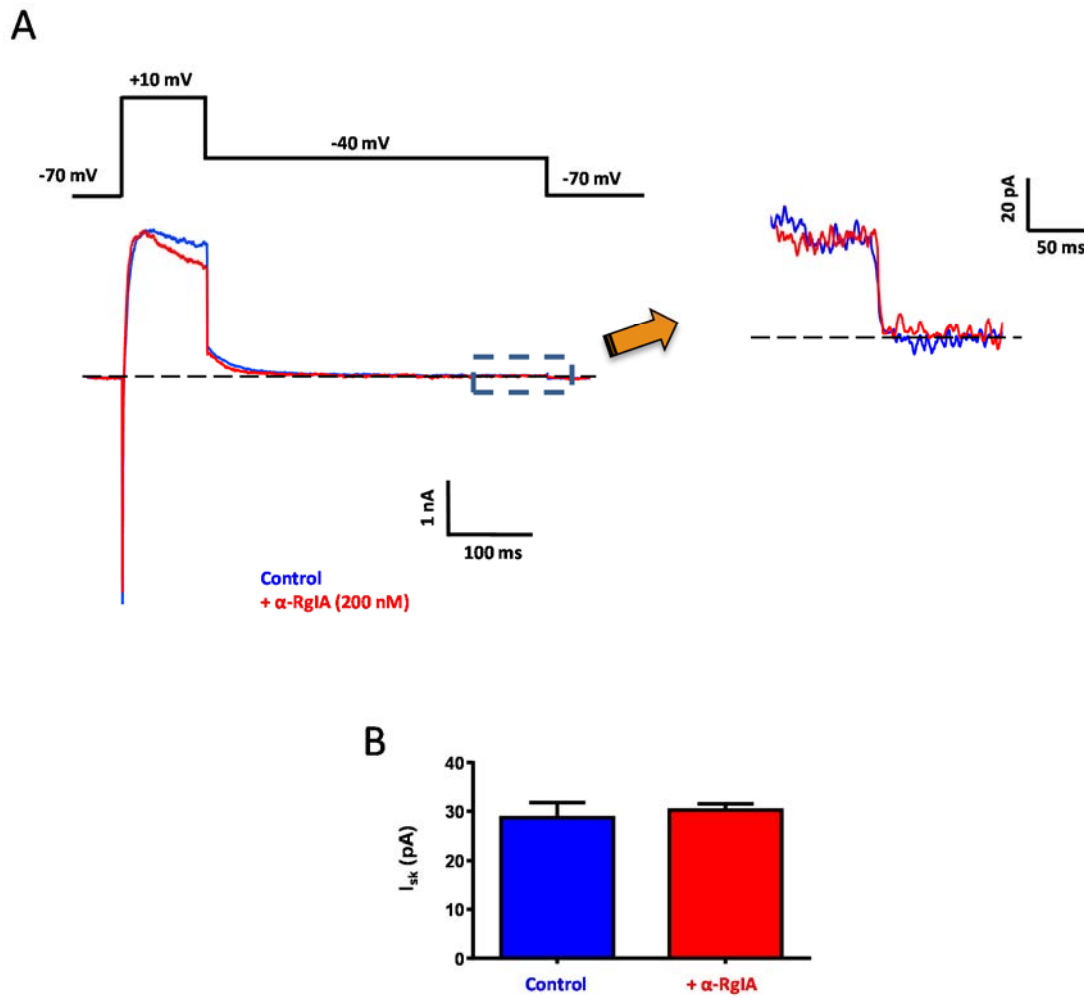 A
+10 mV
-40 mV
-70 mV
-70 mV
20 pA
50 ms
1 nA
100 ms
Control
+ α-RgIA (200 nM)
B
40
30
20
10
0
Isk (pA)
Control
+ α-RgIA